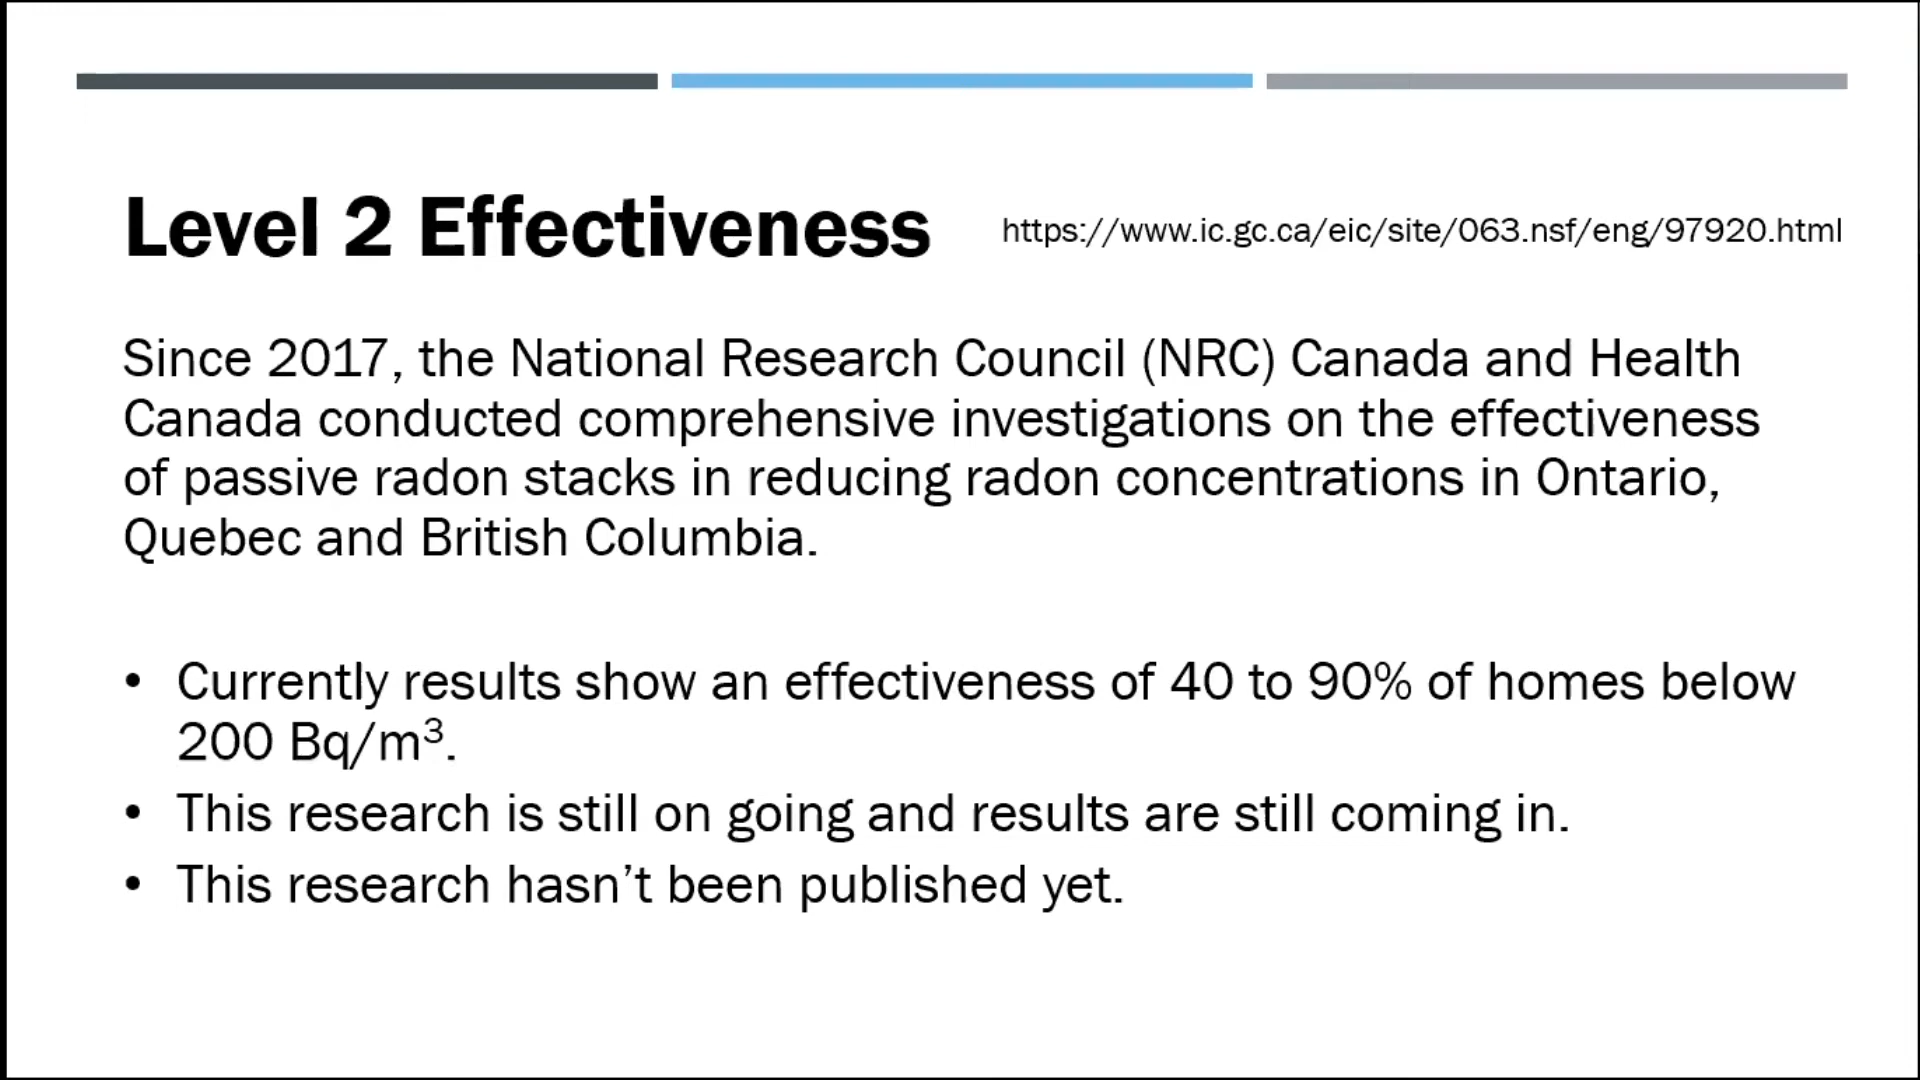 Level 2 Effectiveness
https://www.ic.gc.ca/eic/site/063.nsf/eng/97920.html
Since 2017, the National Research Council (NRC) Canada and Health
Canada conducted comprehensive investigations on the effectiveness
of passive radon stacks in reducing radon concentrations in Ontario,
Quebec and British Columbia.
• Currently results show an effectiveness of 40 to 90% of homes below
200 Bq/m³.
• This research is still on going and results are still coming in.
• This research hasn’t been published yet.